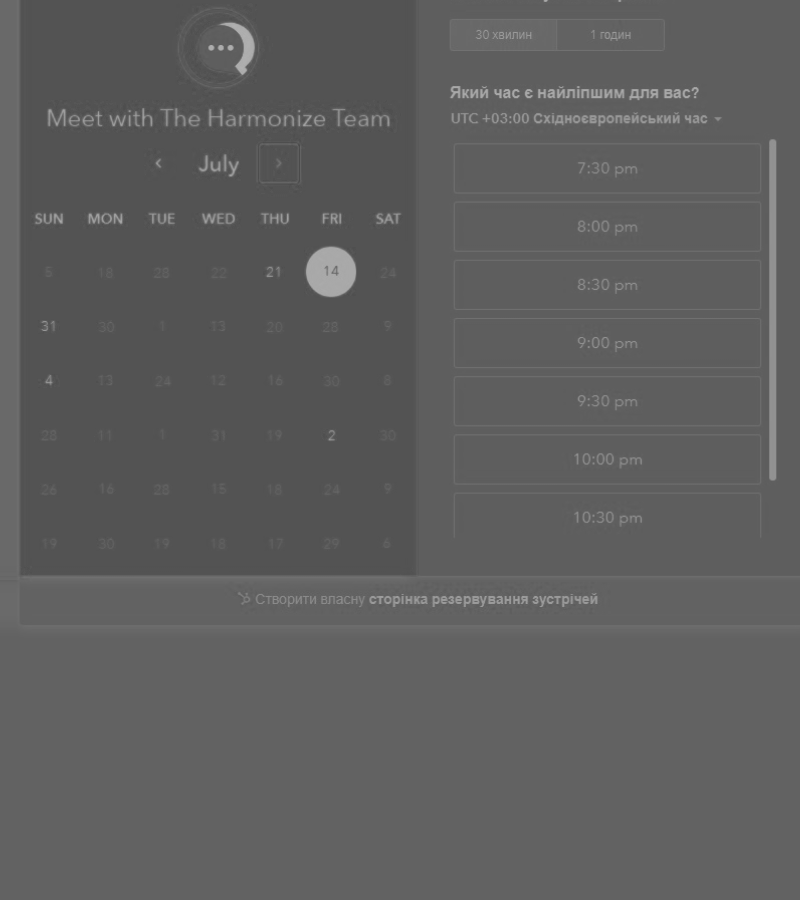 Meet with The Harmonize Team
July
SUN MON TUE WED THU FRI SAT
5 18 28 22 21 14 24
31 30 1 13 20 28 9
4 13 24 12 16 30 8
28 11 1 31 19 2 30
26 16 28 15 18 24 9
19 30 19 18 17 29 6
30 хвилин 1 годин
Який час є найліпшим для вас?
UTC +03:00 Східноєвропейський час
7:30 pm
8:00 pm
8:30 pm
9:00 pm
9:30 pm
10:00 pm
10:30 pm
Створити власну сторінка резервування зустрічей